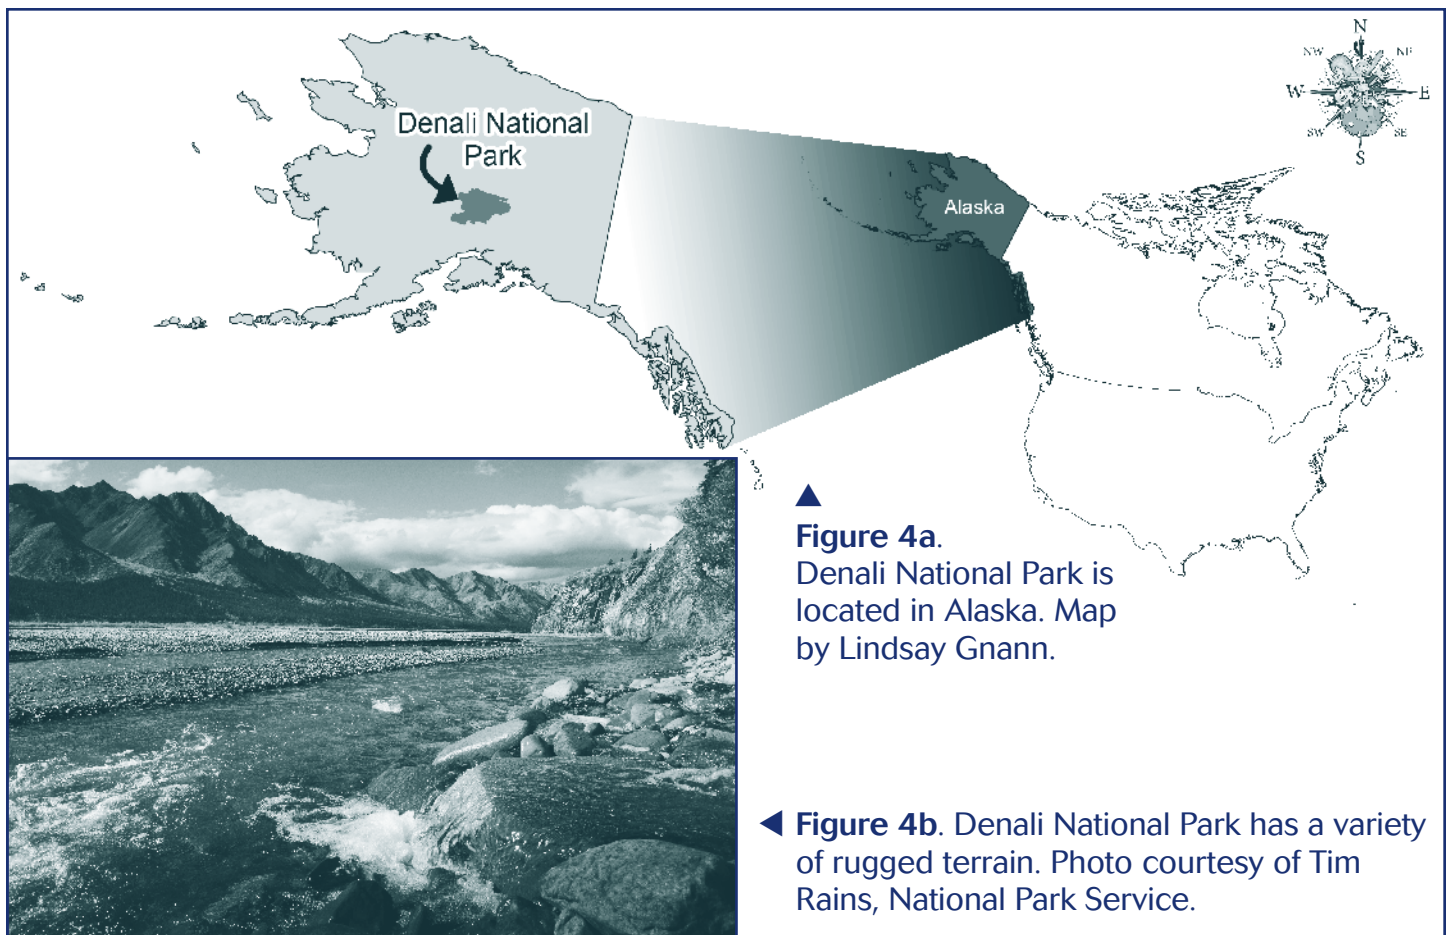 N
NW
NE
W
E
SW
SE
S
Denali National
Park
Alaska
Figure 4a.
Denali National Park is
located in Alaska. Map
by Lindsay Gnann.
Figure 4b. Denali National Park has a variety
of rugged terrain. Photo courtesy of Tim
Rains, National Park Service.